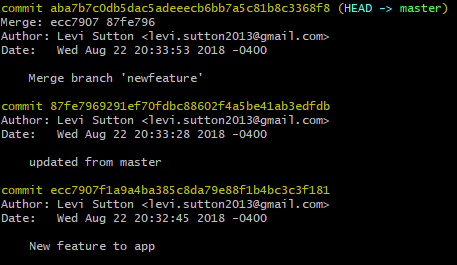 commit aba7b7c0db5dac5adeeecb6bb7a5c81b8c3368f8 (HEAD -> master)
Merge: ecc7907 87fe796
Author: Levi Sutton <levi.sutton2013@gmail.com>
Date:   Wed Aug 22 20:33:53 2018 -0400
    Merge branch 'newfeature'
commit 87fe7969291ef70fdbc88602f4a5be41ab3edfdb
Author: Levi Sutton <levi.sutton2013@gmail.com>
Date:   Wed Aug 22 20:33:28 2018 -0400
    updated from master
commit ecc7907f1a9a4ba385c8da79e88f1b4bc3c3f181
Author: Levi Sutton <levi.sutton2013@gmail.com>
Date:   Wed Aug 22 20:32:45 2018 -0400
    New feature to app